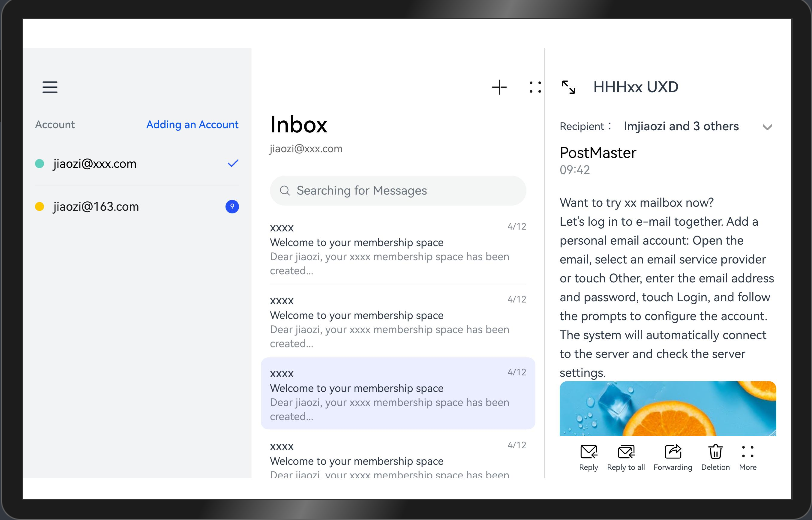 Account
Adding an Account
jiaozi@xxx.com
jiaozi@163.com
9
Inbox
jiaozi@xxx.com
Searching for Messages
xxxx
4/12
Welcome to your membership space
Dear jiaozi, your xxxx membership space has been
created...
xxxx
4/12
Welcome to your membership space
Dear jiaozi, your xxxx membership space has been
created...
xxxx
4/12
Welcome to your membership space
Dear jiaozi, your xxxx membership space has been
created...
xxxx
4/12
Welcome to your membership space
Dear jiaozi, your xxxx membership space has been
HHHxx UXD
Recipient： Imjiaozi and 3 others
PostMaster
09:42
Want to try xx mailbox now?
Let's log in to e-mail together. Add a
personal email account: Open the
email, select an email service provider
or touch Other, enter the email address
and password, touch Login, and follow
the prompts to configure the account.
The system will automatically connect
to the server and check the server
settings.
Reply
Reply to all
Forwarding
Deletion
More